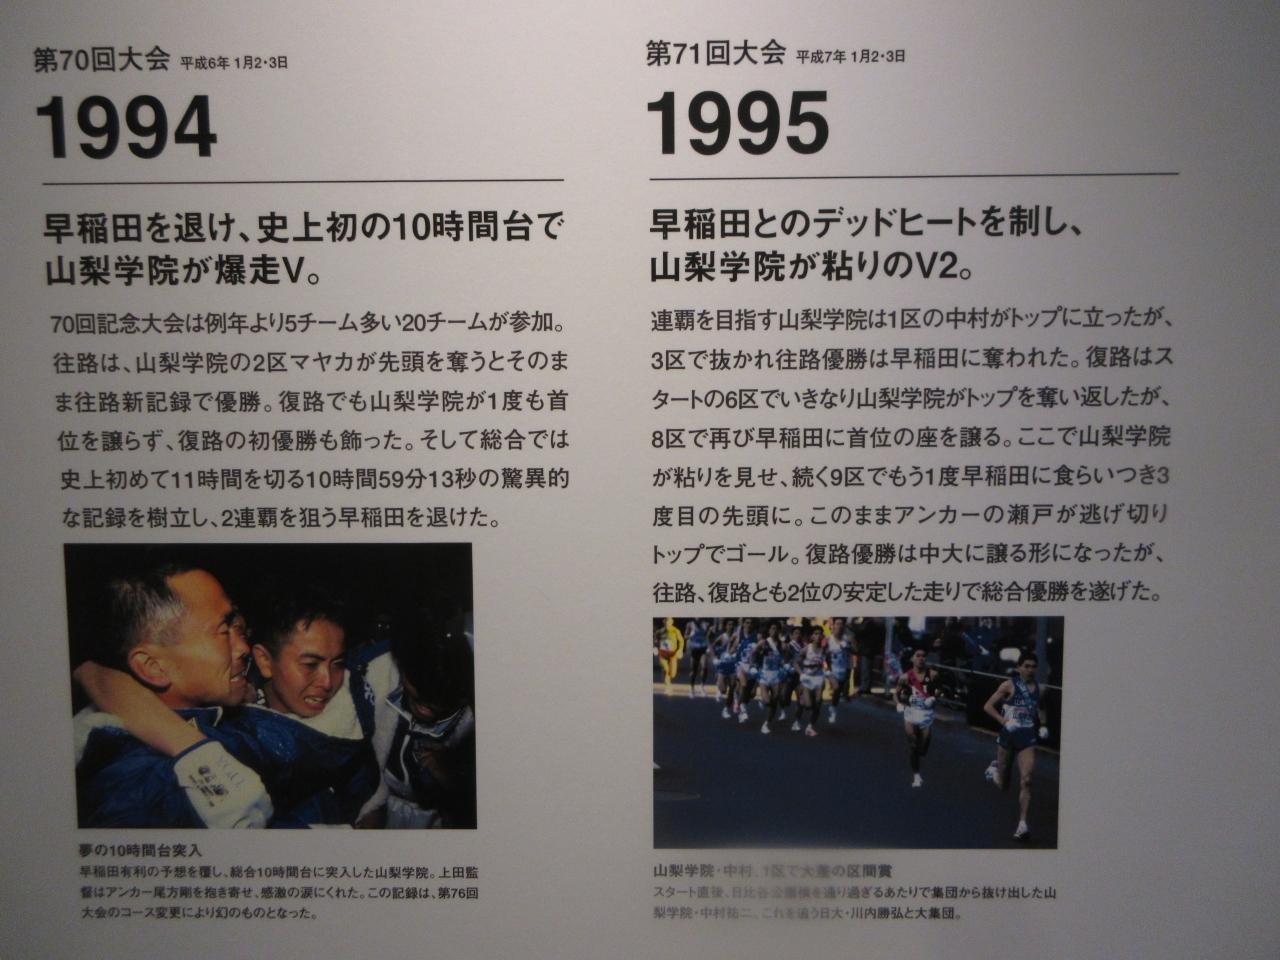 第70回大会 平成6年 1月2・3日
1994
早稲田を退け、史上初の10時間台で
山梨学院が爆走V。
70回記念大会は例年より5チーム多い20チームが参加。
往路は、山梨学院の2区マヤカが先頭を奪うとそのま
ま往路新記録で優勝。復路でも山梨学院が1度も首
位を譲らず、復路の初優勝も飾った。そして総合では
史上初めて11時間を切る10時間59分13秒の驚異的
な記録を樹立し、2連覇を狙う早稲田を退けた。
夢の10時間台突入
早稲田有利の予想を覆し、総合10時間台に突入した山梨学院。上田監
督はアンカー尾方剛を抱き寄せ、感激の涙にくれた。この記録は、第76回
大会のコース変更により幻のものとなった。
第71回大会 平成7年 1月2・3日
1995
早稲田とのデッドヒートを制し、
山梨学院が粘りのV2。
連覇を目指す山梨学院は1区の中村がトップに立ったが、
3区で抜かれ往路優勝は早稲田に奪われた。復路はス
タートの6区でいきなり山梨学院がトップを奪い返したが、
8区で再び早稲田に首位の座を譲る。ここで山梨学院
が粘りを見せ、続く9区でもう1度早稲田に食らいつき3
度目の先頭に。このままアンカーの瀬戸が逃げ切り
トップでゴール。復路優勝は中大に譲る形になったが、
往路、復路とも2位の安定した走りで総合優勝を遂げた。
山梨学院・中村、1区で大差の区間賞
スタート直後、日比谷公園横を通り過ぎるあたりで集団から抜け出した山
梨学院・中村祐二。これを追う日大・川内勝弘と大集団。